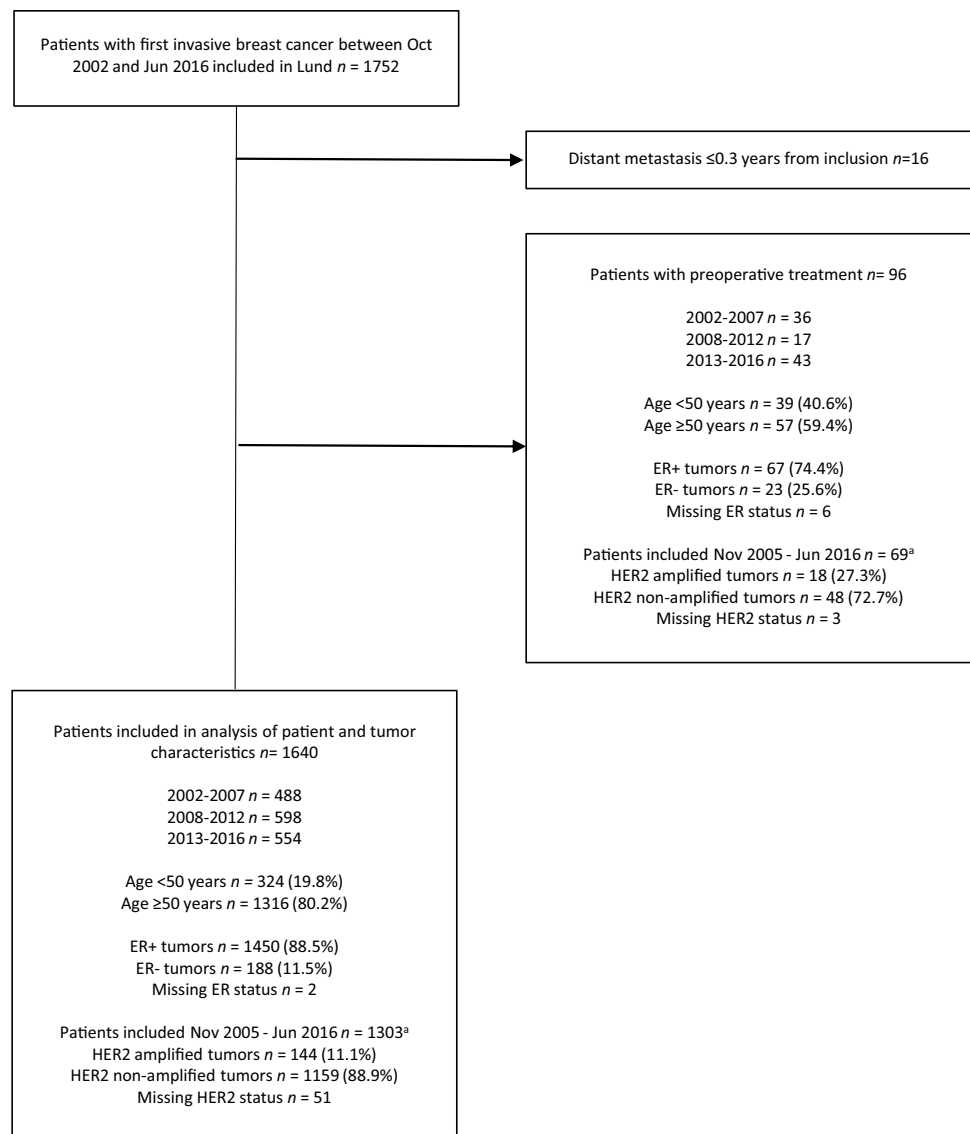 Patients with first invasive breast cancer between Oct
2002 and Jun 2016 included in Lund n = 1752
Distant metastasis ≤0.3 years from inclusion n=16
Patients with preoperative treatment n= 96
2002-2007 n = 36
2008-2012 n = 17
2013-2016 n = 43
Age <50 years n = 39 (40.6%)
Age ≥50 years n = 57 (59.4%)
ER+ tumors n = 67 (74.4%)
ER- tumors n = 23 (25.6%)
Missing ER status n = 6
Patients included Nov 2005 - Jun 2016 n = 69ᵃ
HER2 amplified tumors n = 18 (27.3%)
HER2 non-amplified tumors n = 48 (72.7%)
Missing HER2 status n = 3
Patients included in analysis of patient and tumor
characteristics n= 1640
2002-2007 n = 488
2008-2012 n = 598
2013-2016 n = 554
Age <50 years n = 324 (19.8%)
Age ≥50 years n = 1316 (80.2%)
ER+ tumors n = 1450 (88.5%)
ER- tumors n = 188 (11.5%)
Missing ER status n = 2
Patients included Nov 2005 - Jun 2016 n = 1303ᵃ
HER2 amplified tumors n = 144 (11.1%)
HER2 non-amplified tumors n = 1159 (88.9%)
Missing HER2 status n = 51